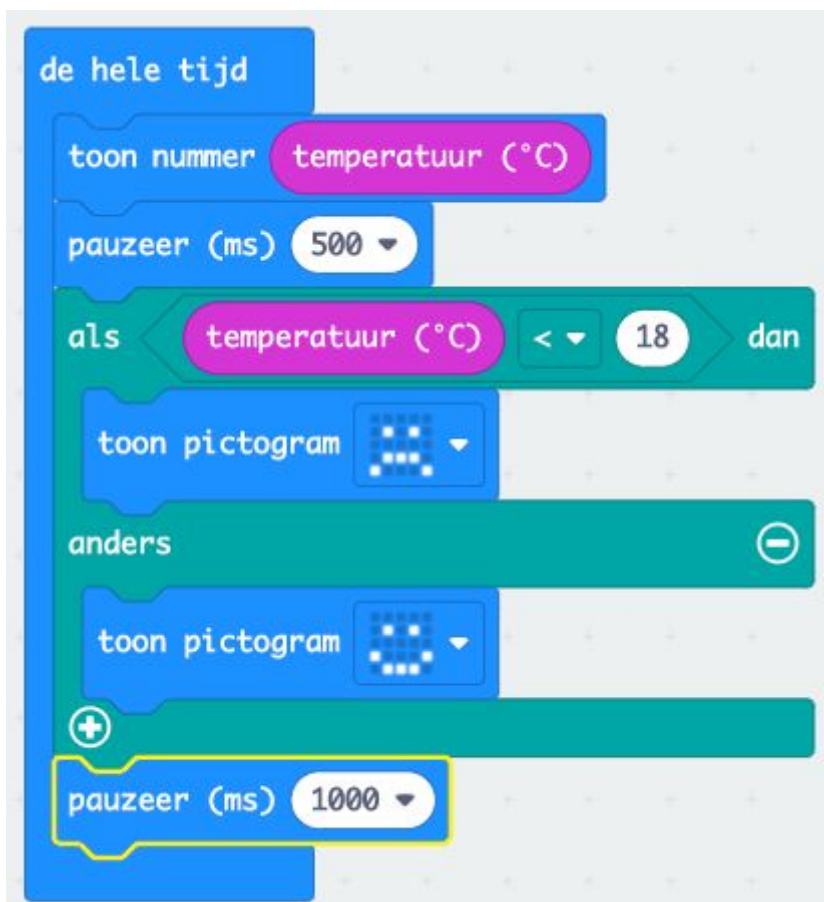 de hele tijd
toon nummer temperatuur (°C)
pauzeer (ms) 500
als temperatuur (°C) < 18 dan
toon pictogram
anders
toon pictogram
pauzeer (ms) 1000